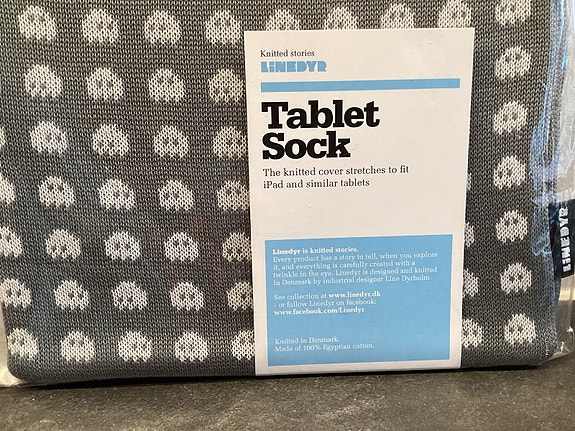 Knitted stories
LiNEDYR
Tablet
Sock
The knitted cover stretches to fit
iPad and similar tablets
Linedyr is knitted stories.
Every product has a story to tell, when you explore
it, and everything is carefully created with a
twinkle in the eye. Linedyr is designed and knitted
in Denmark by industrial designer Line Dyrholm.
See collection at www.linedyr.dk
- or follow Linedyr on facebook:
www.facebook.com/Linedyr
Knitted in Denmark.
Made of 100% Egyptian cotton.
LiNEDYR